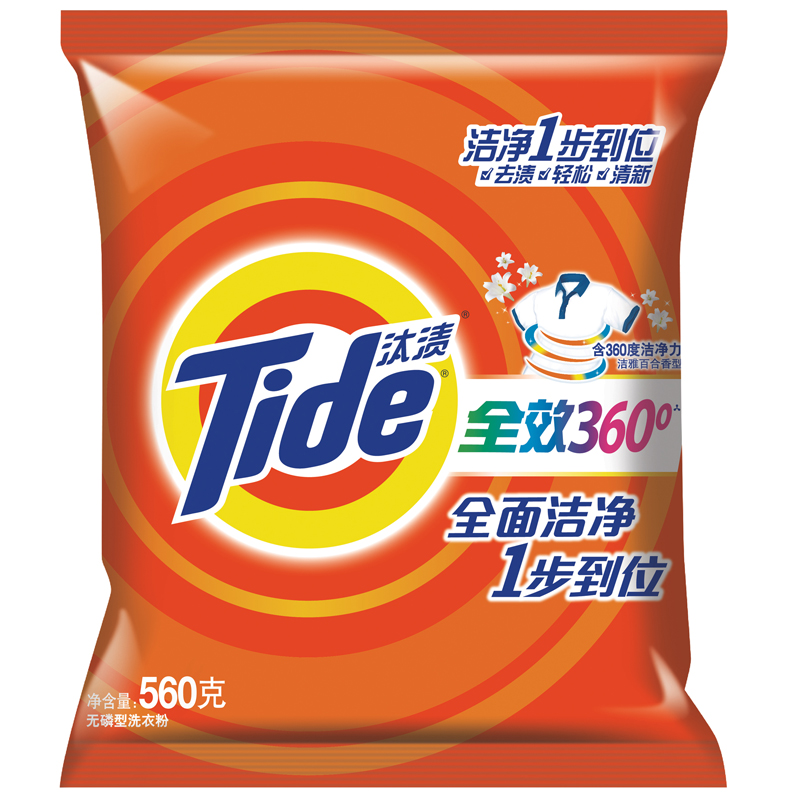 洁净1步到位
去渍 轻松 清新
汰渍®
Tide®
含360度洁净力
洁雅百合香型
全效360°
全面洁净
1步到位
净含量:560克
无磷型洗衣粉